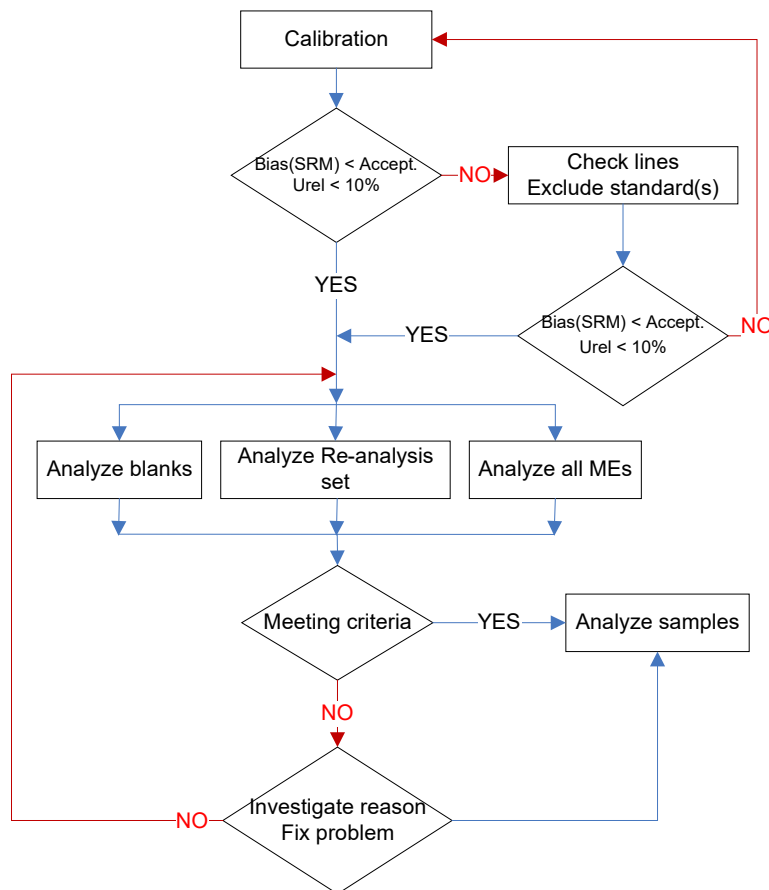 Calibration
Bias(SRM) < Accept.
Urel < 10%
NO
Check lines
Exclude standard(s)
YES
Bias(SRM) < Accept.
Urel < 10%
NO
YES
Analyze blanks
Analyze Re-analysis
set
Analyze all MEs
Meeting criteria
YES
Analyze samples
NO
Investigate reason
Fix problem
NO